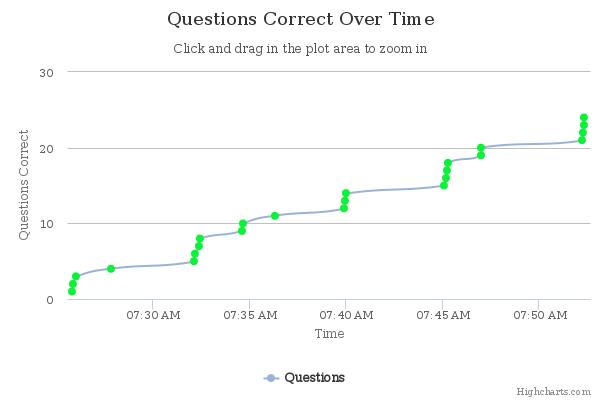 Questions Correct Over Time
Click and drag in the plot area to zoom in
Questions Correct
30
20
10
0
07:30 AM 07:35 AM 07:40 AM 07:45 AM 07:50 AM
Time
Questions
Highcharts.com